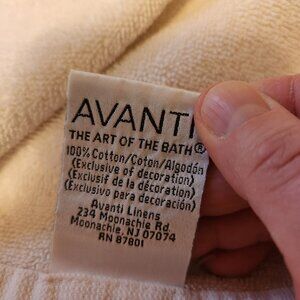 AVANTI
THE ART OF THE BATH®
100% Cotton/Coton/Algodón
(Exclusive of decoration)
(Exclusif de la décoration)
(Exclusivo para decoración)
Avanti Linens
234 Moonachie Rd.
Moonachie, NJ 07074
RN 87801